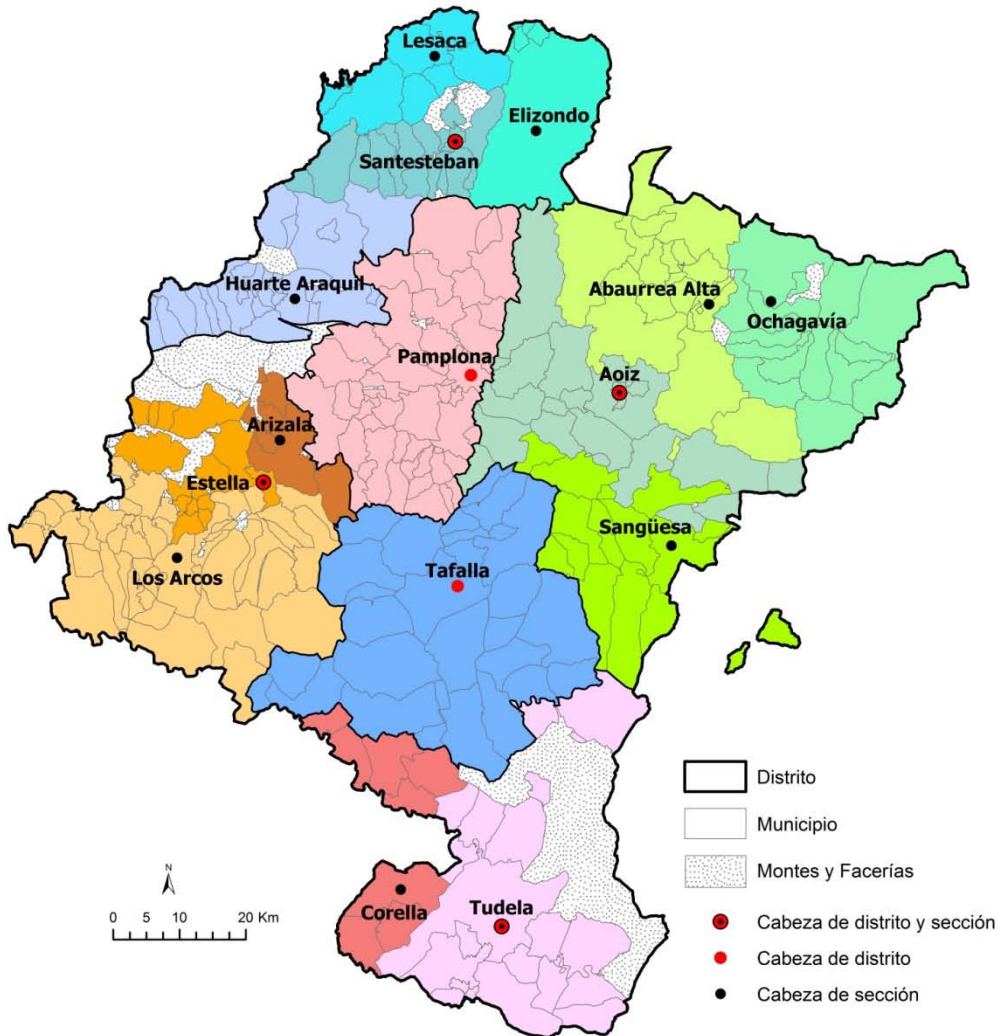 Lesaca
Elizondo
Santesteban
Huarte Araquil
Abaurrea Alta
Ochagavía
Pamplona
Aoiz
Arizala
Estella
Sangüesa
Los Arcos
Tafalla
Corella
Tudela
N
0 5 10 20 Km
Distrito
Municipio
Montes y Facerías
Cabeza de distrito y sección
Cabeza de distrito
Cabeza de sección